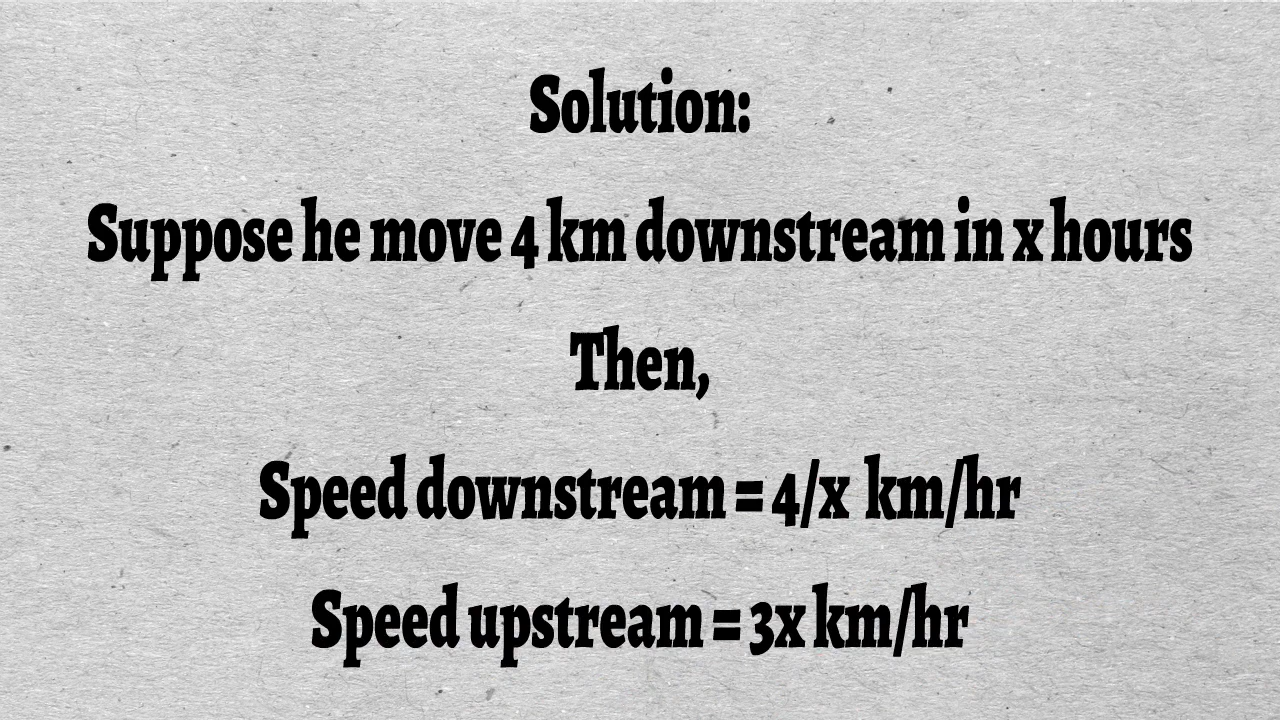 Solution:
Suppose he move 4 km downstream in x hours
Then,
Speed downstream = 4/x km/hr
Speed upstream = 3x km/hr